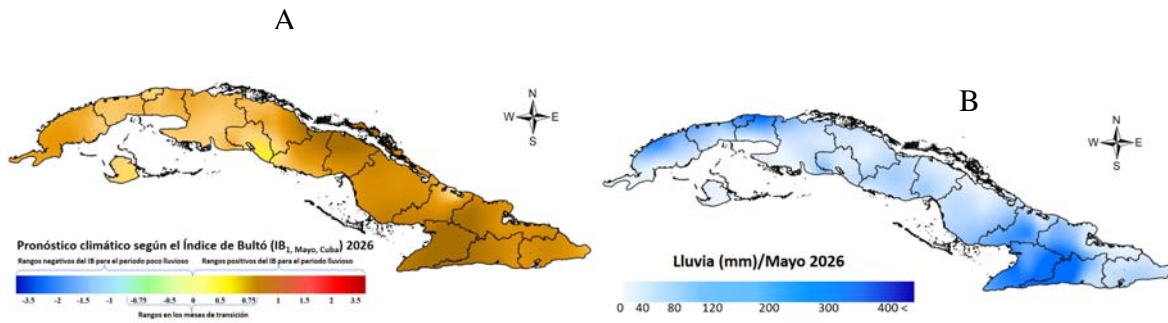 A
N
W E
S
Pronóstico climático según el Índice de Bultó (IB1, Mayo, Cuba) 2026
Rangos negativos del IB para el periodo poco lluvioso Rangos positivos del IB para el periodo lluvioso
-3.5 -2 -1.5 -1 -0.75 -0.5 0 0.5 0.75 1 1.5 2 3.5
Rangos en los meses de transición
B
N
W E
S
Lluvia (mm)/Mayo 2026
0 40 80 120 200 300 400 <